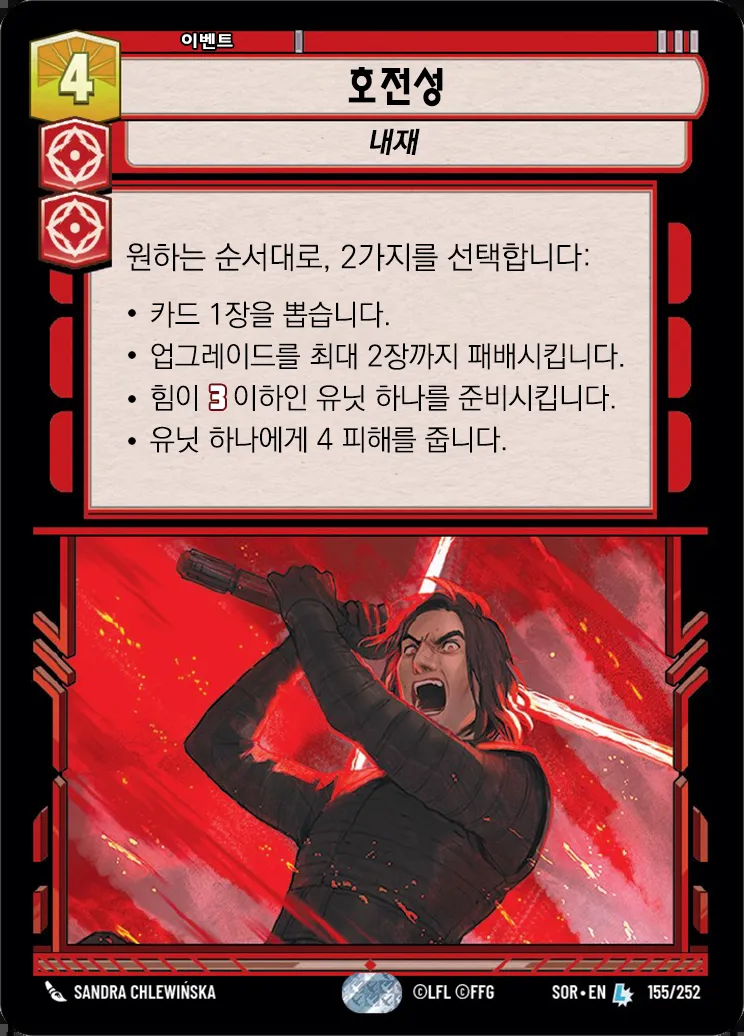 이벤트
4
호전성
내재
원하는 순서대로, 2가지를 선택합니다:
• 카드 1장을 뽑습니다.
• 업그레이드를 최대 2장까지 패배시킵니다.
• 힘이 3 이하인 유닛 하나를 준비시킵니다.
• 유닛 하나에게 4 피해를 줍니다.
SANDRA CHLEWIŃSKA ©LFL ©FFG SOR • EN L 155/252